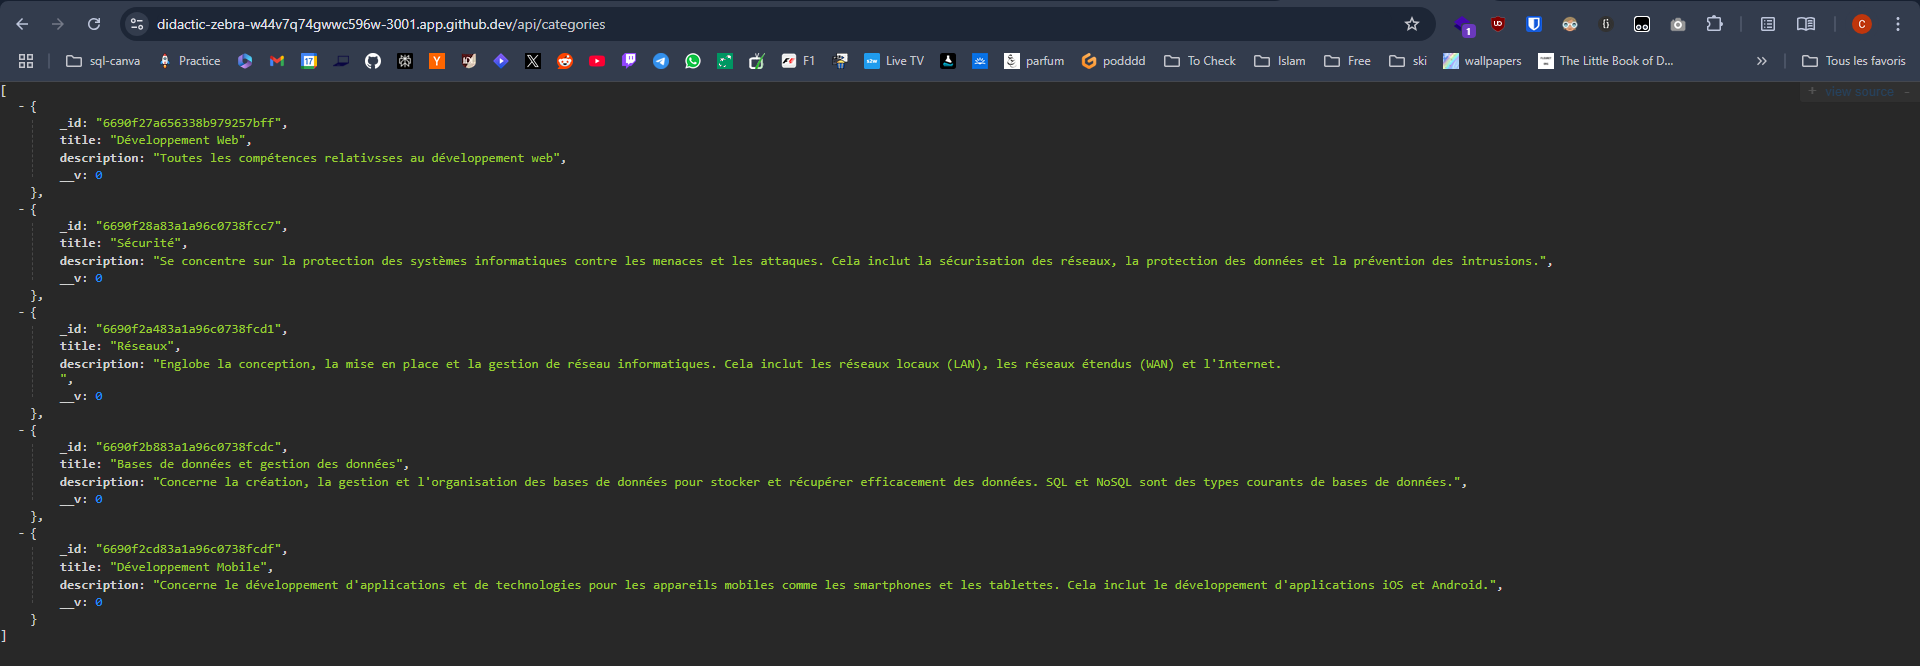 didactic-zebra-w44v7q74gwwc596w-3001.app.github.dev/api/categories
1
C
sql-canva
Practice
17
Y
F1
Live TV
parfum
podddd
To Check
Islam
Free
ski
wallpapers
The Little Book of D...
Tous les favoris
+ view source -
[
- {
_id: "6690f27a656338b979257bff",
title: "Développement Web",
description: "Toutes les compétences relativsses au développement web",
__v: 0
},
- {
_id: "6690f28a83a1a96c0738fcc7",
title: "Sécurité",
description: "Se concentre sur la protection des systèmes informatiques contre les menaces et les attaques. Cela inclut la sécurisation des réseaux, la protection des données et la prévention des intrusions.",
__v: 0
},
- {
_id: "6690f2a483a1a96c0738fcd1",
title: "Réseaux",
description: "Englobe la conception, la mise en place et la gestion de réseau informatiques. Cela inclut les réseaux locaux (LAN), les réseaux étendus (WAN) et l'Internet.
",
__v: 0
},
- {
_id: "6690f2b883a1a96c0738fcdc",
title: "Bases de données et gestion des données",
description: "Concerne la création, la gestion et l'organisation des bases de données pour stocker et récupérer efficacement des données. SQL et NoSQL sont des types courants de bases de données.",
__v: 0
},
- {
_id: "6690f2cd83a1a96c0738fcdf",
title: "Développement Mobile",
description: "Concerne le développement d'applications et de technologies pour les appareils mobiles comme les smartphones et les tablettes. Cela inclut le développement d'applications iOS et Android.",
__v: 0
}
]